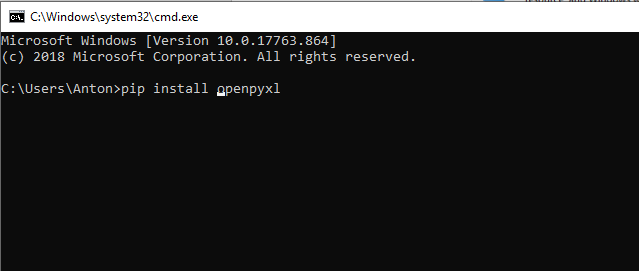 C:\Windows\system32\cmd.exe
Microsoft Windows [Version 10.0.17763.864]
(c) 2018 Microsoft Corporation. All rights reserved.
C:\Users\Anton>pip install openpyxl